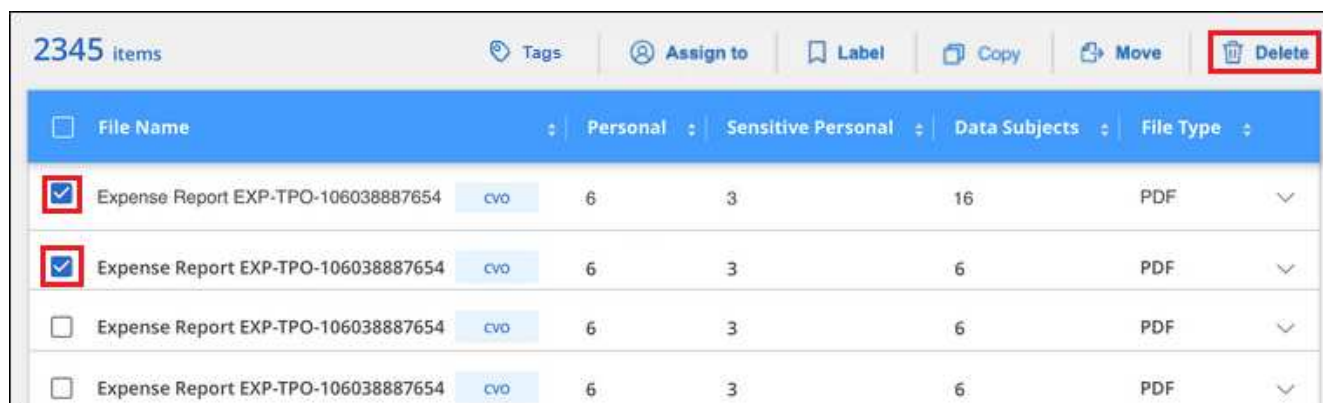 2345 items Tags Assign to Label Copy Move Delete
File Name Personal Sensitive Personal Data Subjects File Type
Expense Report EXP-TPO-106038887654 CVO 6 3 16 PDF
Expense Report EXP-TPO-106038887654 CVO 6 3 6 PDF
Expense Report EXP-TPO-106038887654 CVO 6 3 6 PDF
Expense Report EXP-TPO-106038887654 CVO 6 3 6 PDF